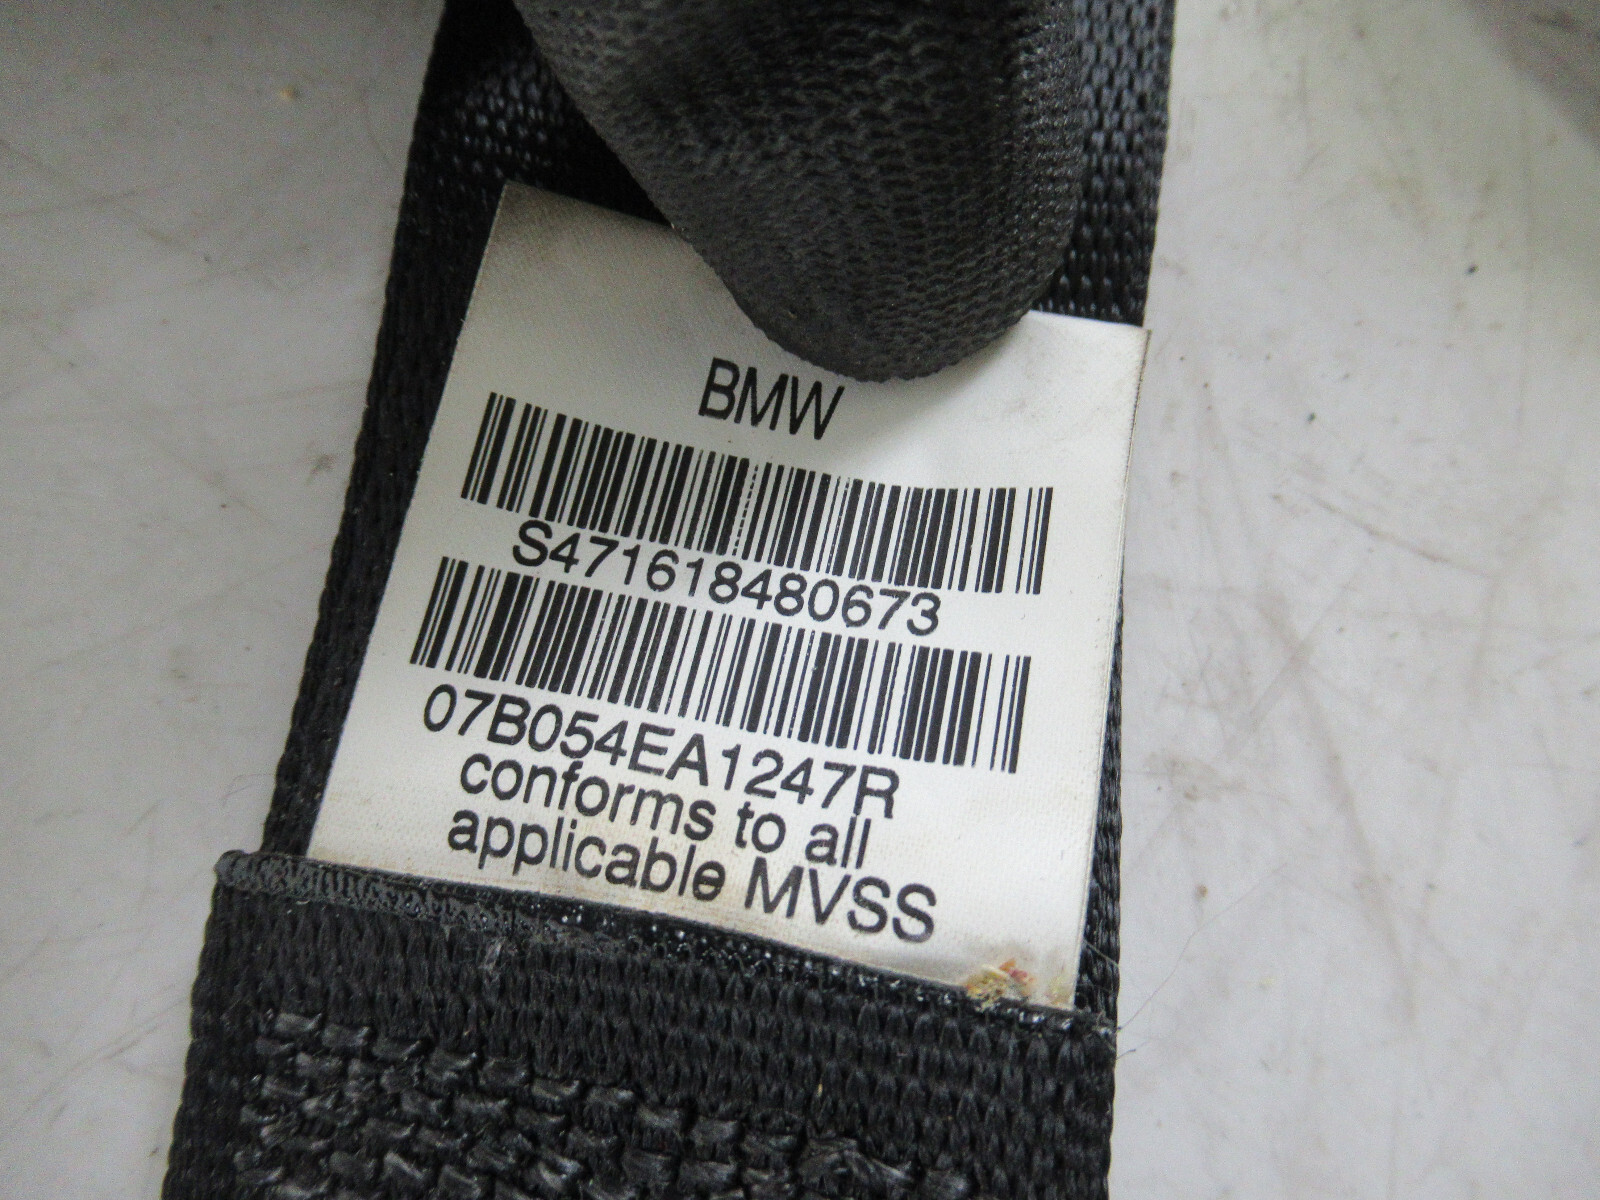 BMW
S471618480673
07B054EA1247R
conforms to all
applicable MVSS